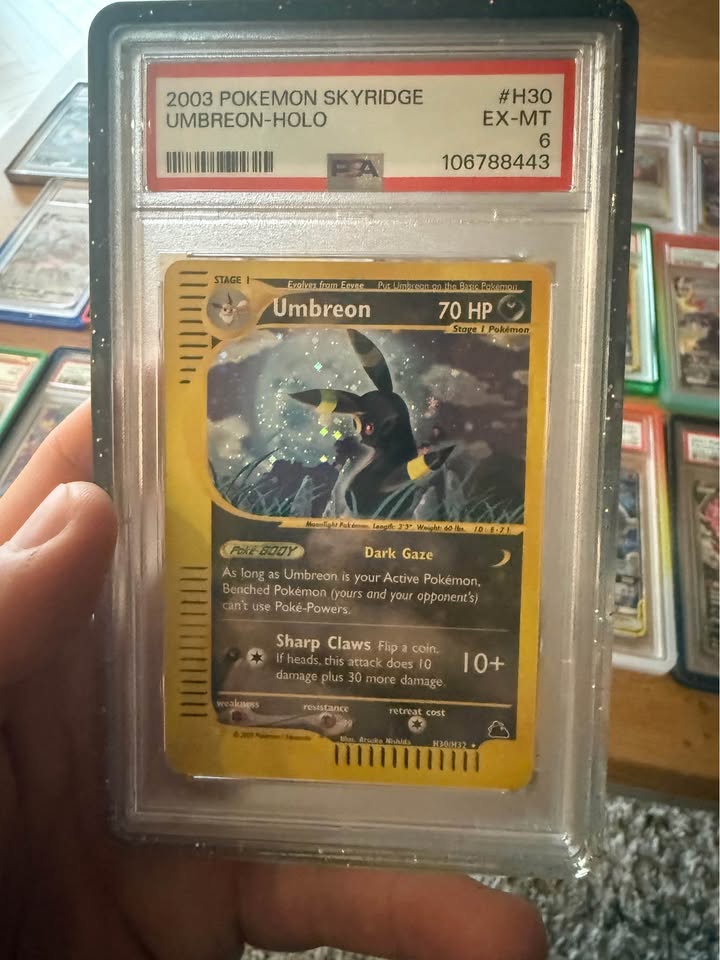 2003 POKEMON SKYRIDGE #H30
UMBREON-HOLO EX-MT
6
PSA 106788443
STAGE 1 Evolves from Eevee Put Umbreon on the Basic Pokémon
Umbreon 70 HP
Stage 1 Pokémon
Moonlight Pokémon. Length: 3'3", Weight: 60 lbs.
Poké-BODY Dark Gaze
As long as Umbreon is your Active Pokémon,
Benched Pokémon (yours and your opponent's)
can't use Poké-Powers.
Sharp Claws Flip a coin.
If heads, this attack does 10
damage plus 30 more damage.
10+
weakness resistance retreat cost
Illus. Atsuko Nishida H30/H32